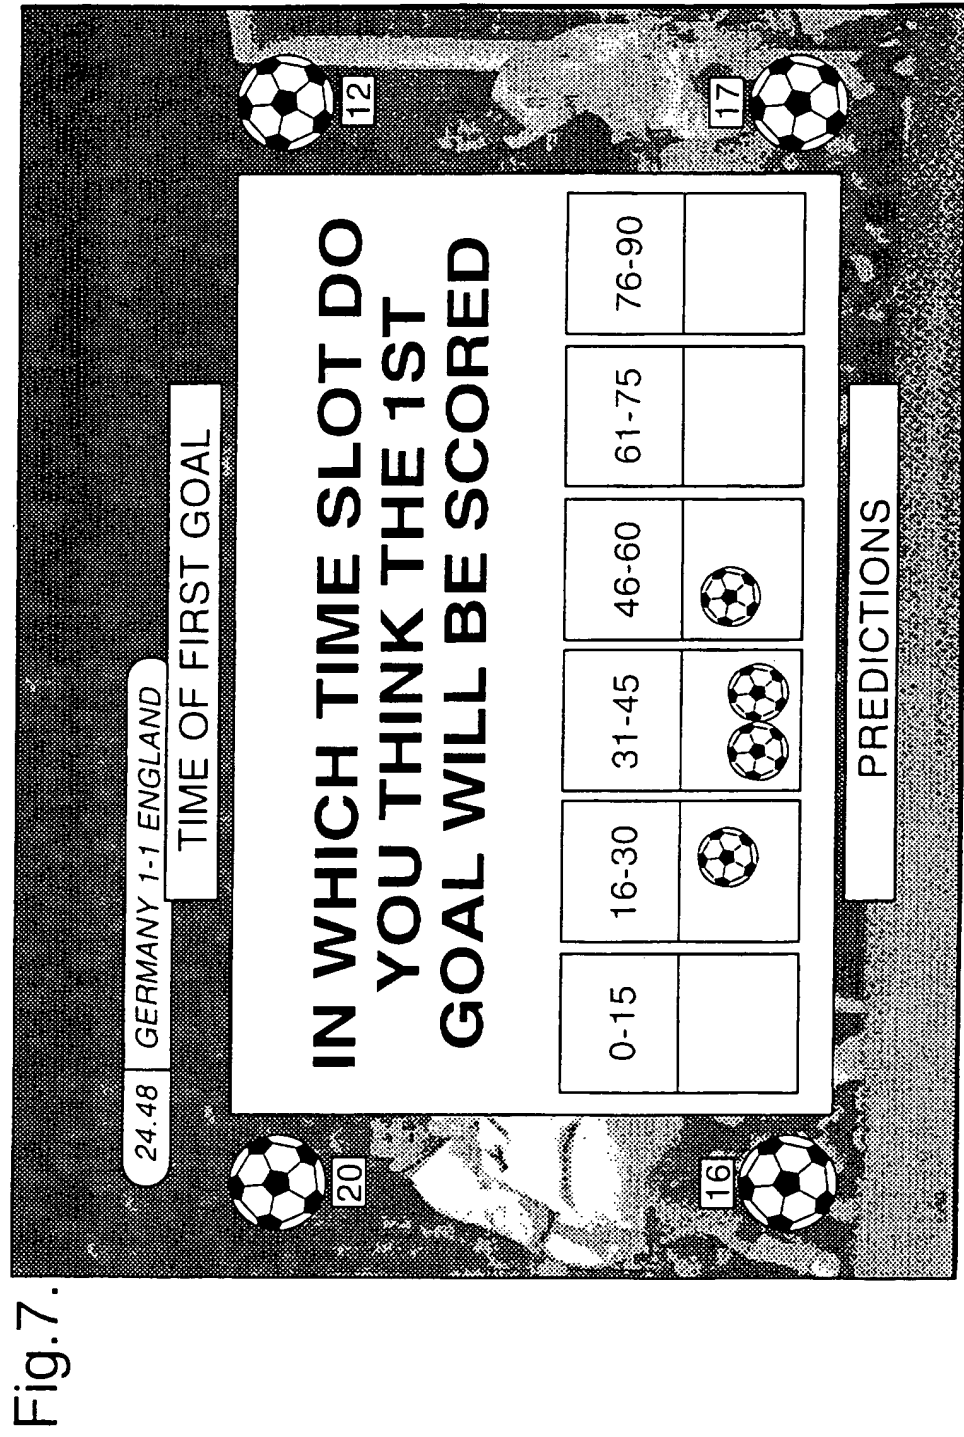 Fig.7.
24.48 GERMANY 1-1 ENGLAND
TIME OF FIRST GOAL
20
12
IN WHICH TIME SLOT DO
YOU THINK THE 1ST
GOAL WILL BE SCORED
0-15 16-30 31-45 46-60 61-75 76-90
16
17
PREDICTIONS